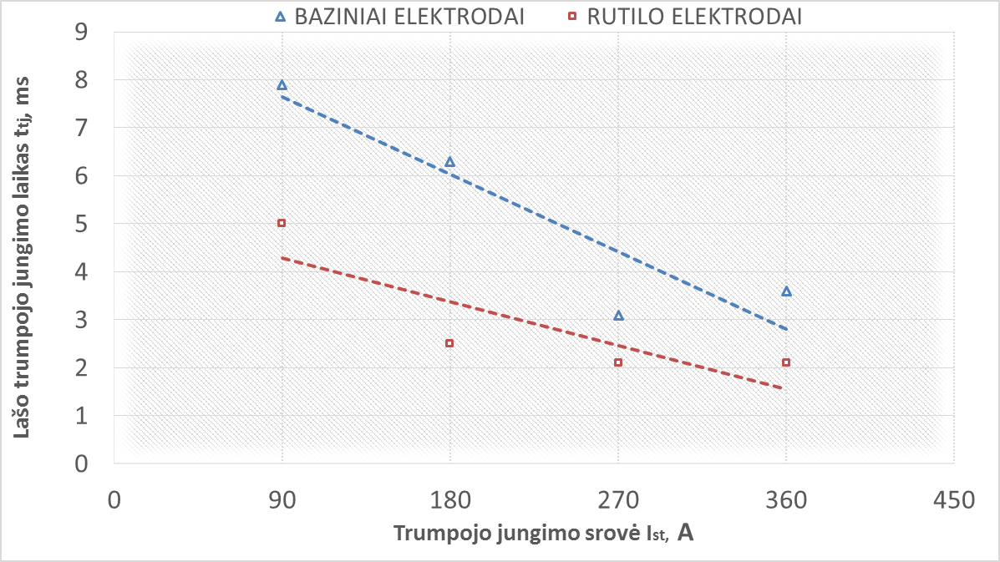 BAZINIAI ELEKTRODAI RUTILO ELEKTRODAI
9
8
7
6
5
4
3
2
1
0
Lašo trumpojo jungimo laikas ttj, ms
0 90 180 270 360 450
Trumpojo jungimo srovė Ist, A